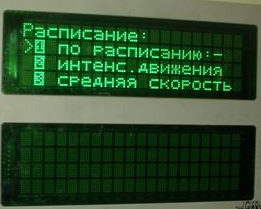 Расписание:
>1 по расписанию:-
2 интенс.движения
3 средняя скорость